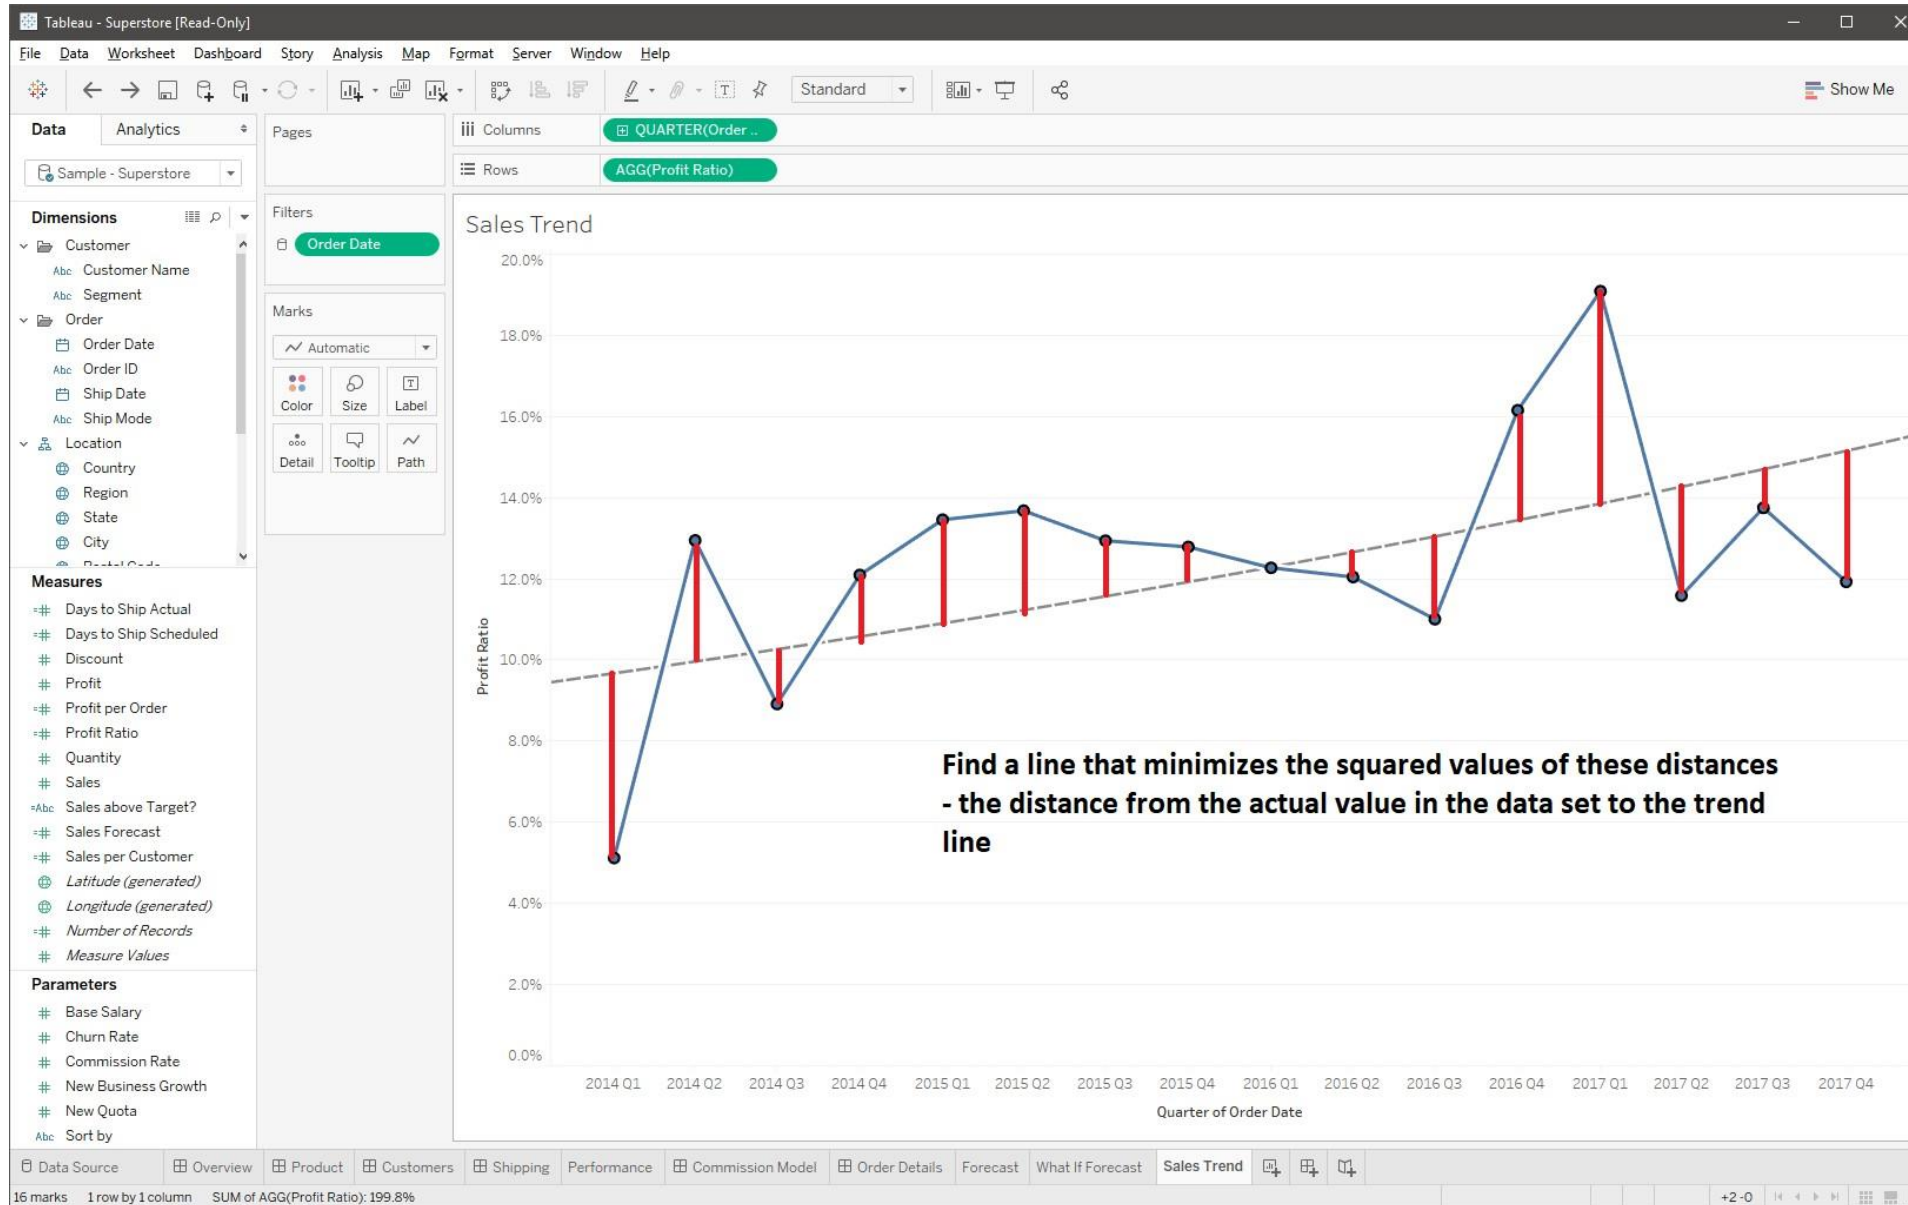 Tableau - Superstore [Read-Only]
File Data Worksheet Dashboard Story Analysis Map Format Server Window Help
Standard
Show Me
Data Analytics
Sample - Superstore
Dimensions
Customer
Abc Customer Name
Abc Segment
Order
Order Date
Abc Order ID
Ship Date
Abc Ship Mode
Location
Country
Region
State
City
Measures
Days to Ship Actual
Days to Ship Scheduled
Discount
Profit
Profit per Order
Profit Ratio
Quantity
Sales
=Abc Sales above Target?
Sales Forecast
Sales per Customer
Latitude (generated)
Longitude (generated)
Number of Records
Measure Values
Parameters
Base Salary
Churn Rate
Commission Rate
New Business Growth
New Quota
Abc Sort by
Pages
Filters
Order Date
Marks
Automatic
Color Size Label
Detail Tooltip Path
Columns QUARTER(Order ..
Rows AGG(Profit Ratio)
Sales Trend
20.0%
18.0%
16.0%
14.0%
12.0%
10.0%
8.0%
6.0%
4.0%
2.0%
0.0%
Profit Ratio
Find a line that minimizes the squared values of these distances
- the distance from the actual value in the data set to the trend
line
2014 Q1 2014 Q2 2014 Q3 2014 Q4 2015 Q1 2015 Q2 2015 Q3 2015 Q4 2016 Q1 2016 Q2 2016 Q3 2016 Q4 2017 Q1 2017 Q2 2017 Q3 2017 Q4
Quarter of Order Date
Data Source Overview Product Customers Shipping Performance Commission Model Order Details Forecast What If Forecast Sales Trend
16 marks 1 row by 1 column SUM of AGG(Profit Ratio): 199.8% +2 -0